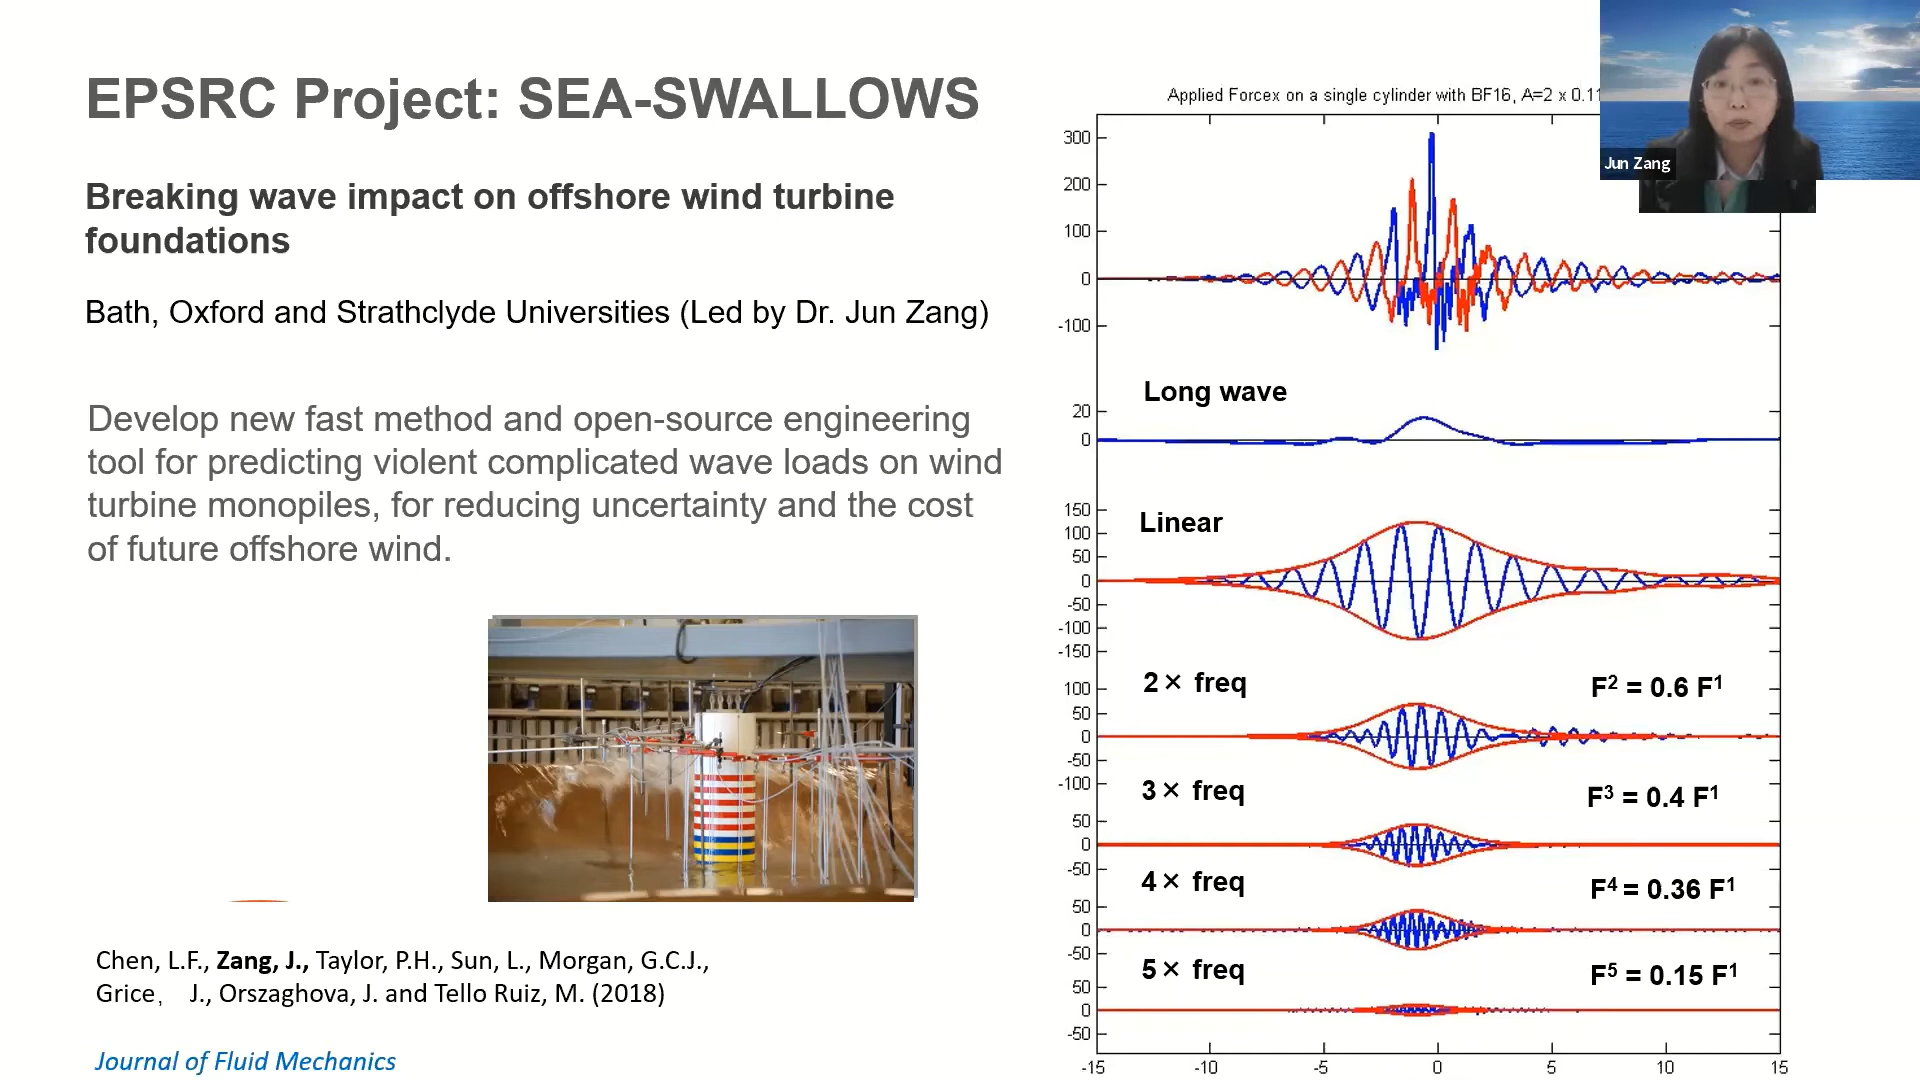 EPSRC Project: SEA-SWALLOWS
Breaking wave impact on offshore wind turbine
foundations
Bath, Oxford and Strathclyde Universities (Led by Dr. Jun Zang)
Develop new fast method and open-source engineering
tool for predicting violent complicated wave loads on wind
turbine monopiles, for reducing uncertainty and the cost
of future offshore wind.
Chen, L.F., Zang, J., Taylor, P.H., Sun, L., Morgan, G.C.J.,
Grice, J., Orszaghova, J. and Tello Ruiz, M. (2018)
Journal of Fluid Mechanics
Applied Forcex on a single cylinder with BF16, A=2 x 0.11
300
200
100
0
-100
Long wave
20
0
Linear
150
100
50
0
-50
-100
-150
2× freq
F² = 0.6 F¹
100
50
0
-50
-100
3× freq
F³ = 0.4 F¹
50
0
-50
4× freq
F⁴ = 0.36 F¹
50
0
-50
5× freq
F⁵ = 0.15 F¹
50
0
-50
-15 -10 -5 0 5 10 15
Jun Zang